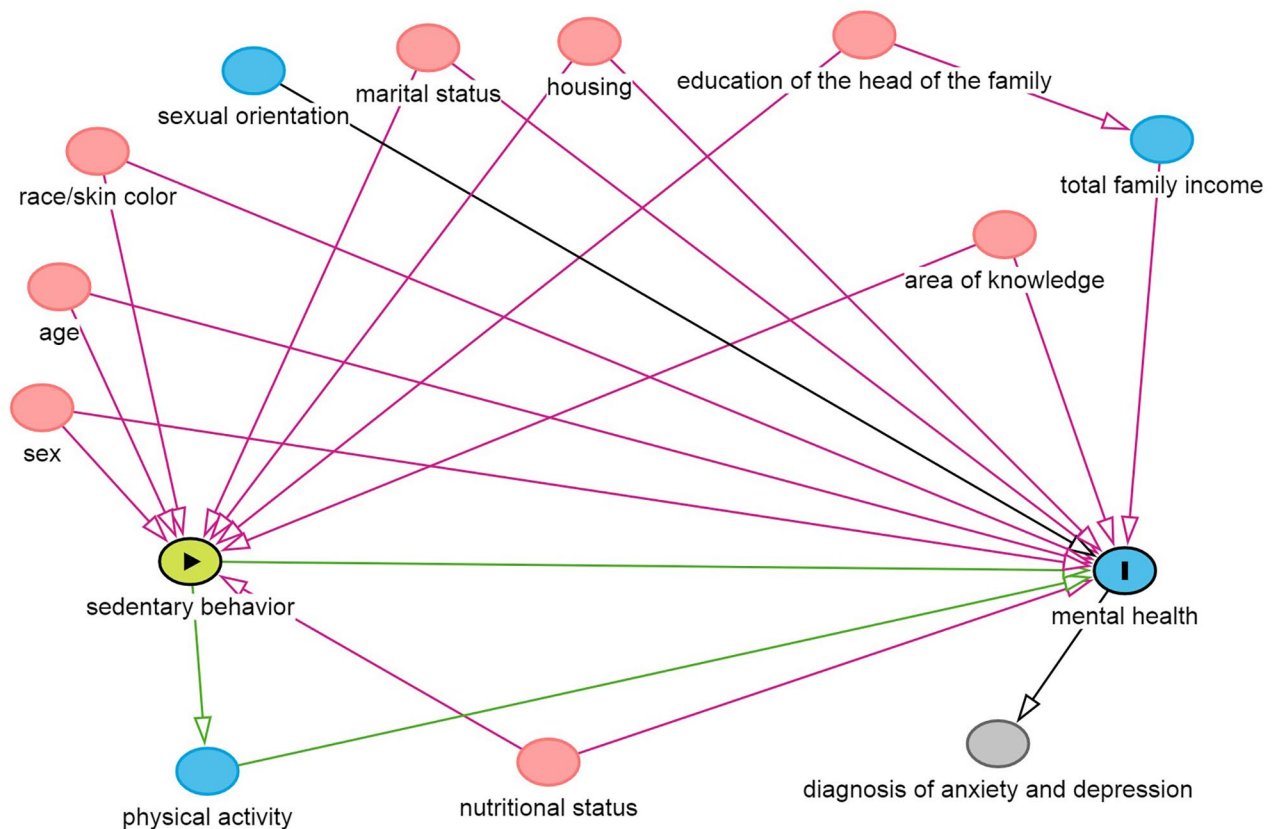 marital status
housing
education of the head of the family
sexual orientation
race/skin color
total family income
area of knowledge
age
sex
sedentary behavior
mental health
physical activity
nutritional status
diagnosis of anxiety and depression